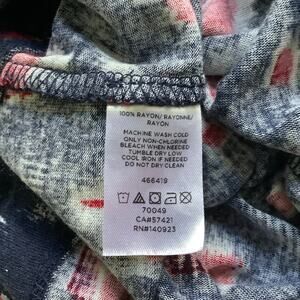 100% RAYON/ RAYONNE/
RAYÓN
MACHINE WASH COLD
ONLY NON-CHLORINE
BLEACH WHEN NEEDED
TUMBLE DRY LOW
COOL IRON IF NEEDED
DO NOT DRY CLEAN
466419
70049
CA#57421
RN#140923